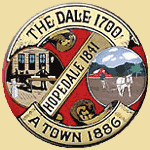 THE DALE 1700
HOPEDALE 1841
A TOWN 1886